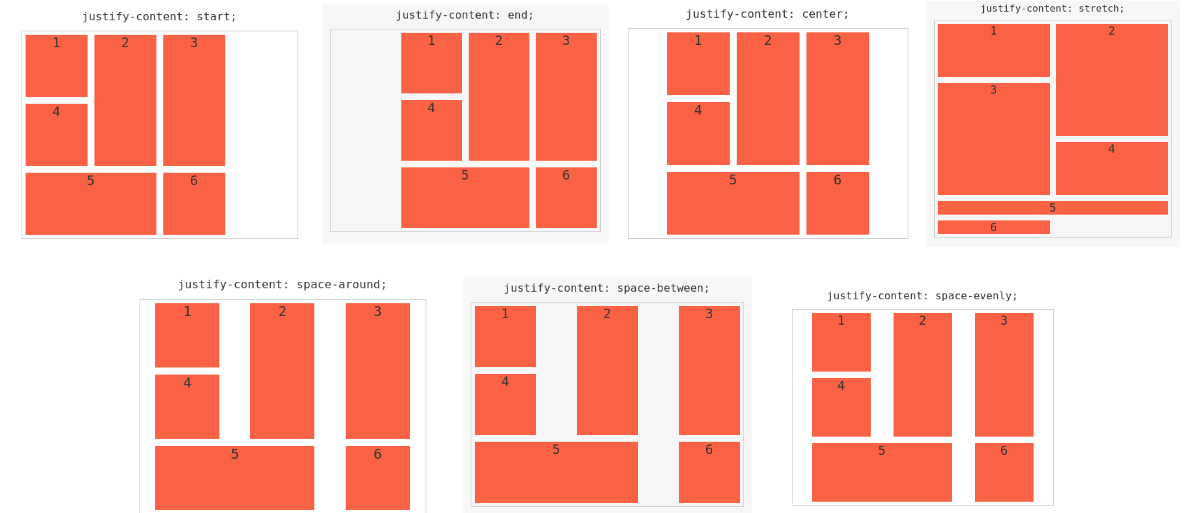 justify-content: start;
1 2 3
4
5 6
justify-content: end;
1 2 3
4
5 6
justify-content: center;
1 2 3
4
5 6
justify-content: stretch;
1 2
3
4
5
6
justify-content: space-around;
1 2 3
4
5 6
justify-content: space-between;
1 2 3
4
5 6
justify-content: space-evenly;
1 2 3
4
5 6